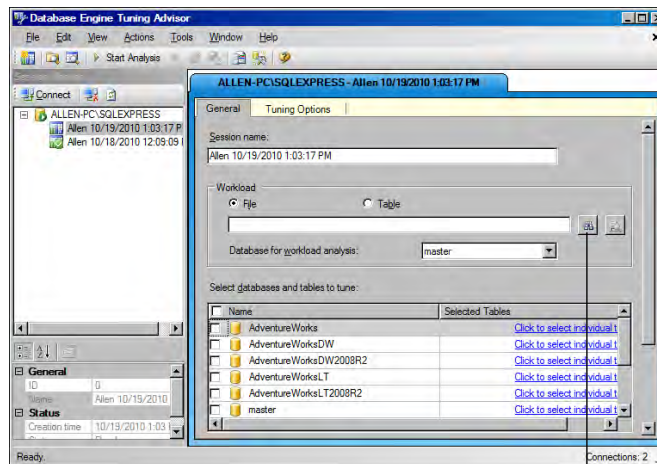 Database Engine Tuning Advisor
File Edit View Actions Tools Window Help
Start Analysis
Connect
ALLEN-PC\SQLEXPRESS
Allen 10/19/2010 1:03:17 P
Allen 10/18/2010 12:09:09
ALLEN-PC\SQLEXPRESS - Allen 10/19/2010 1:03:17 PM
General Tuning Options
Session name:
Allen 10/19/2010 1:03:17 PM
Workload
File Table
Database for workload analysis: master
Select databases and tables to tune:
Name Selected Tables
AdventureWorks Click to select individual t
AdventureWorksDW Click to select individual t
AdventureWorksDW2008R2 Click to select individual t
AdventureWorksLT Click to select individual t
AdventureWorksLT2008R2 Click to select individual t
master Click to select individual t
General
ID 0
Name Allen 10/19/2010
Status
Creation time 10/19/2010 1:03
Ready. Connections: 2